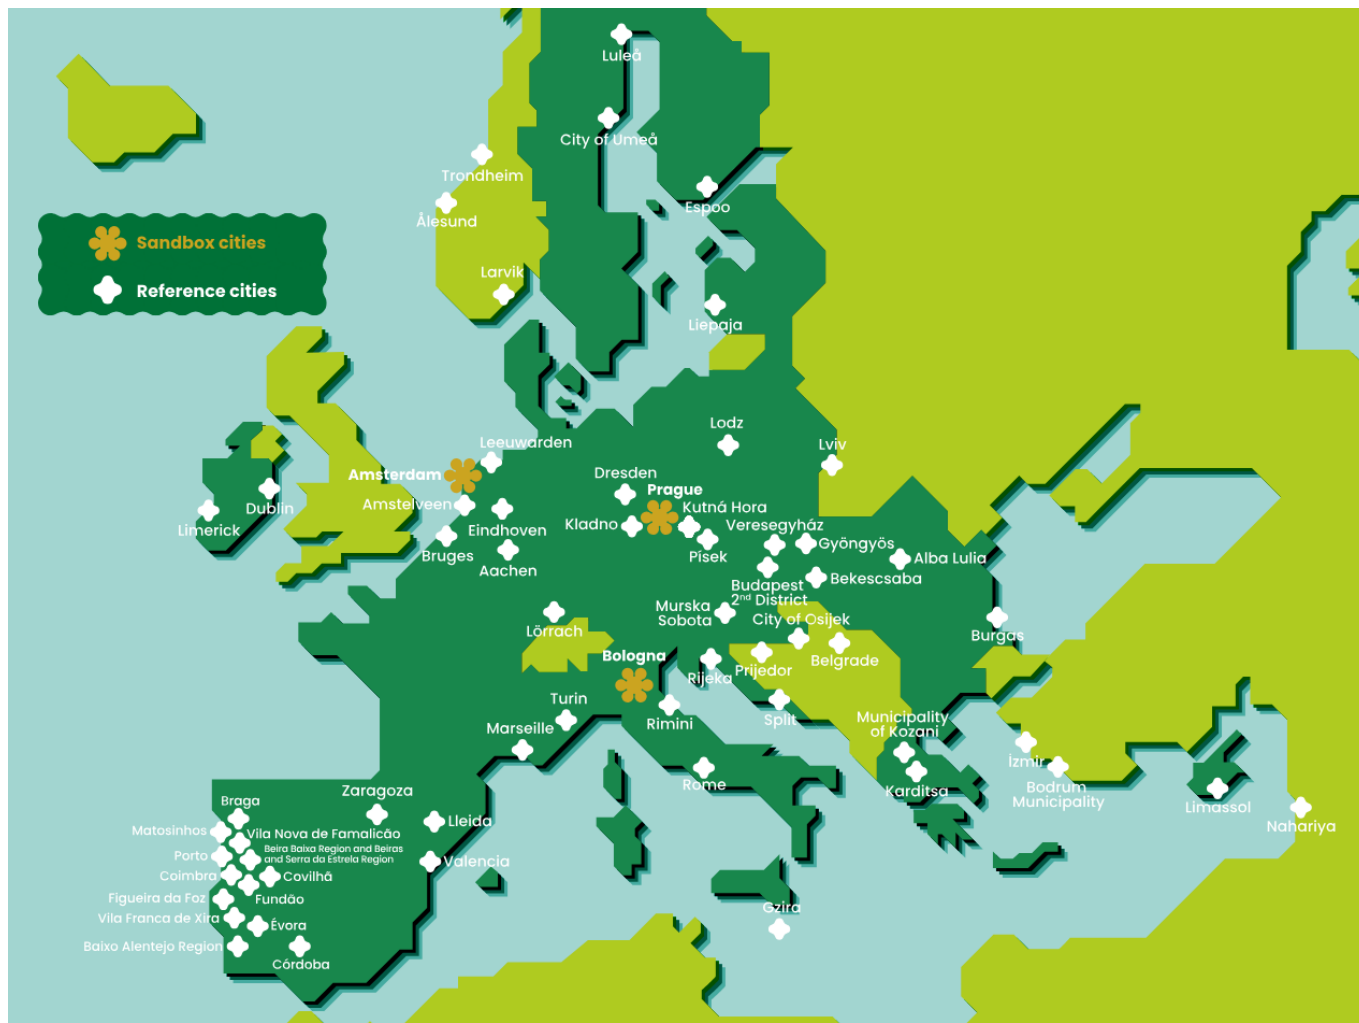 Luleå
City of Umeå
Trondheim
Ålesund
Espoo
Sandbox cities
Larvik
Reference cities
Liepaja
Lodz
Leeuwarden
Lviv
Amsterdam
Dresden
Prague
Amstelveen
Dublin
Kutná Hora
Limerick
Eindhoven
Kladno
Veresegyház
Bruges
Písek
Gyöngyös
Aachen
Alba Lulia
Budapest
2nd District
Bekescsaba
Murska
Sobota
City of Osijek
Lörrach
Burgas
Bologna
Rijeka
Prijedor
Belgrade
Turin
Split
Rimini
Municipality
of Kozani
Marseille
İzmir
Rome
Karditsa
Bodrum
Municipality
Limassol
Nahariya
Zaragoza
Braga
Lleida
Matosinhos
Vila Nova de Famalicão
Beira Baixa Region and Beiras
and Serra da Estrela Region
Porto
Valencia
Coimbra
Covilhã
Figueira da Foz
Fundão
Gzira
Vila Franca de Xira
Évora
Baixo Alentejo Region
Córdoba